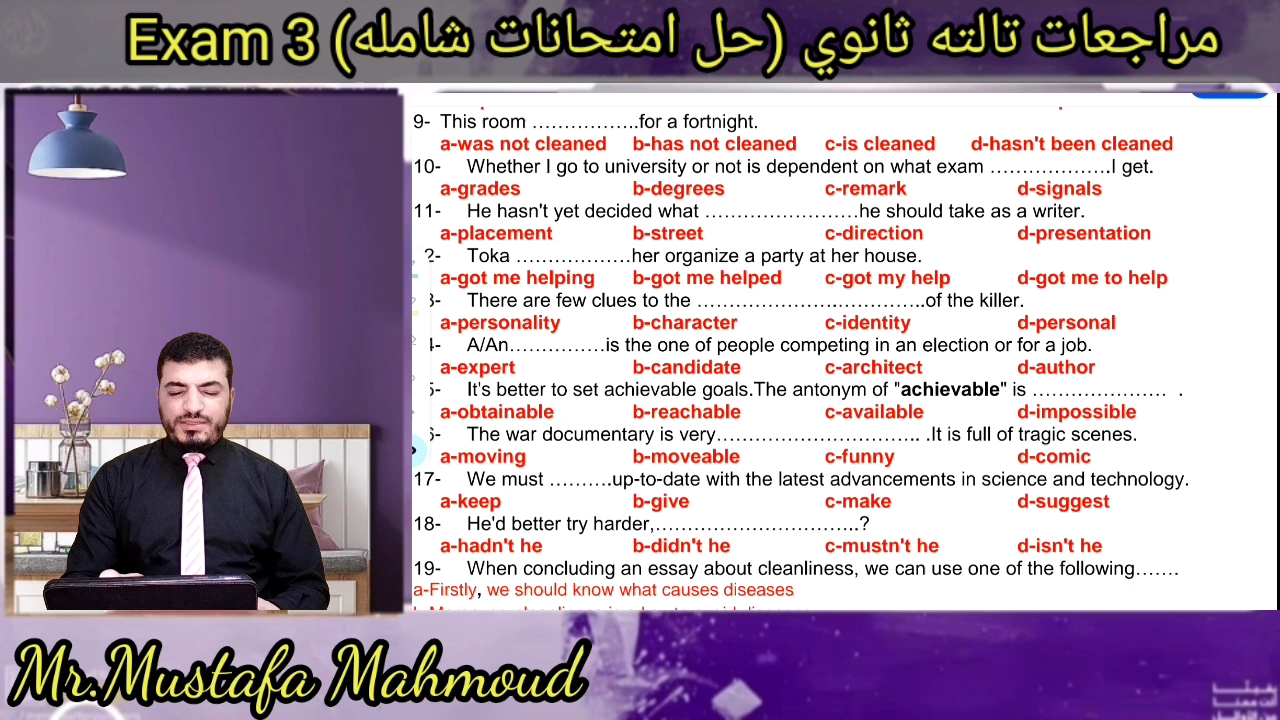 مراجعات تالته ثانوي (حل امتحانات شامله) Exam 3
9- This room ……………..for a fortnight.
a-was not cleaned b-has not cleaned c-is cleaned d-hasn't been cleaned
10- Whether I go to university or not is dependent on what exam ……………….I get.
a-grades b-degrees c-remark d-signals
11- He hasn't yet decided what ……………………he should take as a writer.
a-placement b-street c-direction d-presentation
2- Toka ………………her organize a party at her house.
a-got me helping b-got me helped c-got my help d-got me to help
3- There are few clues to the ………………….…………..of the killer.
a-personality b-character c-identity d-personal
4- A/An……………is the one of people competing in an election or for a job.
a-expert b-candidate c-architect d-author
5- It's better to set achievable goals.The antonym of "achievable" is ………………… .
a-obtainable b-reachable c-available d-impossible
6- The war documentary is very………………………….. .It is full of tragic scenes.
a-moving b-moveable c-funny d-comic
17- We must ……….up-to-date with the latest advancements in science and technology.
a-keep b-give c-make d-suggest
18- He'd better try harder,…………………………..?
a-hadn't he b-didn't he c-mustn't he d-isn't he
19- When concluding an essay about cleanliness, we can use one of the following…….
a-Firstly, we should know what causes diseases
Mr.Mustafa Mahmoud